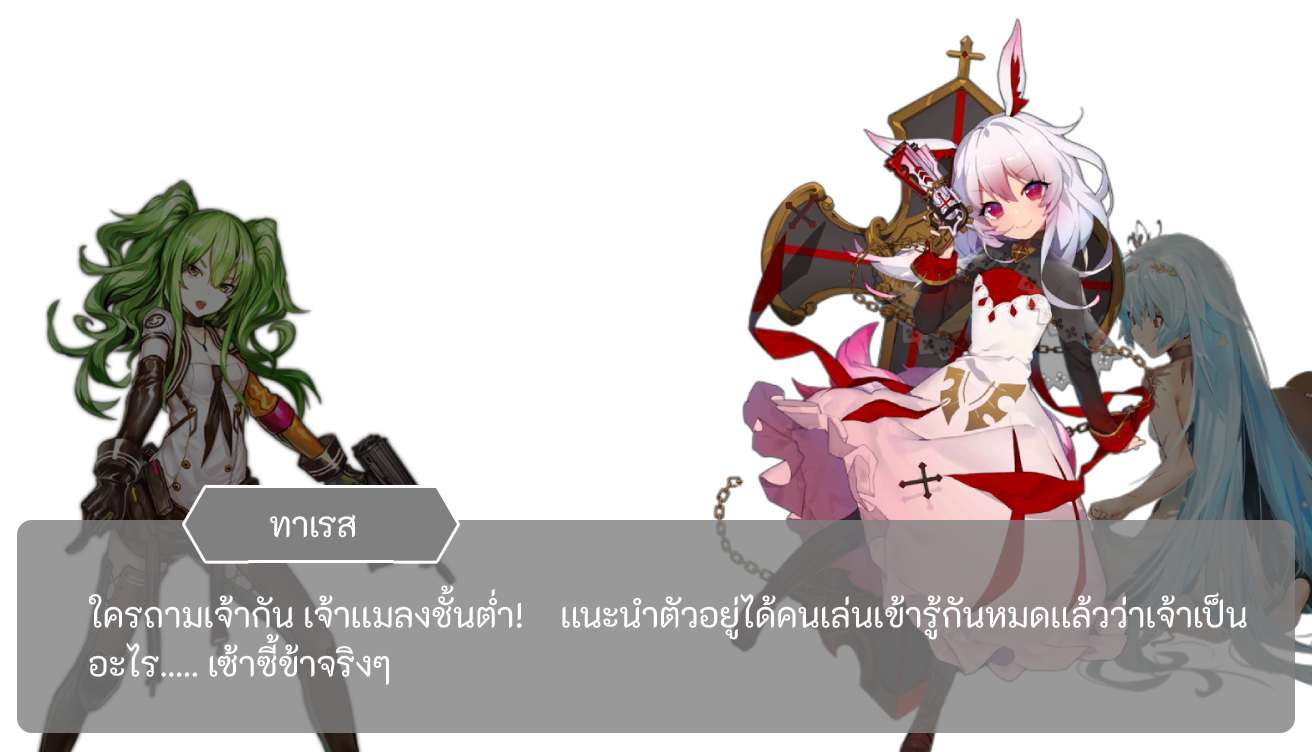 ทาเรส
ใครถามเจ้ากัน เจ้าแมลงชั้นต่ำ! แนะนำตัวอยู่ได้คนเล่นเข้ารู้กันหมดแล้วว่าเจ้าเป็น
อะไร..... เซ้าซี้ข้าจริงๆ